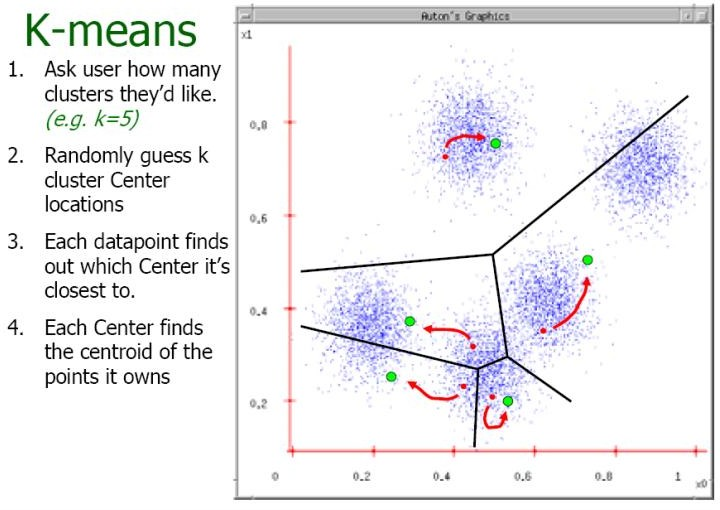 K-means
1. Ask user how many
clusters they'd like.
(e.g. k=5)
2. Randomly guess k
cluster Center
locations
3. Each datapoint finds
out which Center it's
closest to.
4. Each Center finds
the centroid of the
points it owns
Auton's Graphics
x1
0.8
0.6
0.4
0.2
0
0.2
0.4
0.6
0.8
1
x0